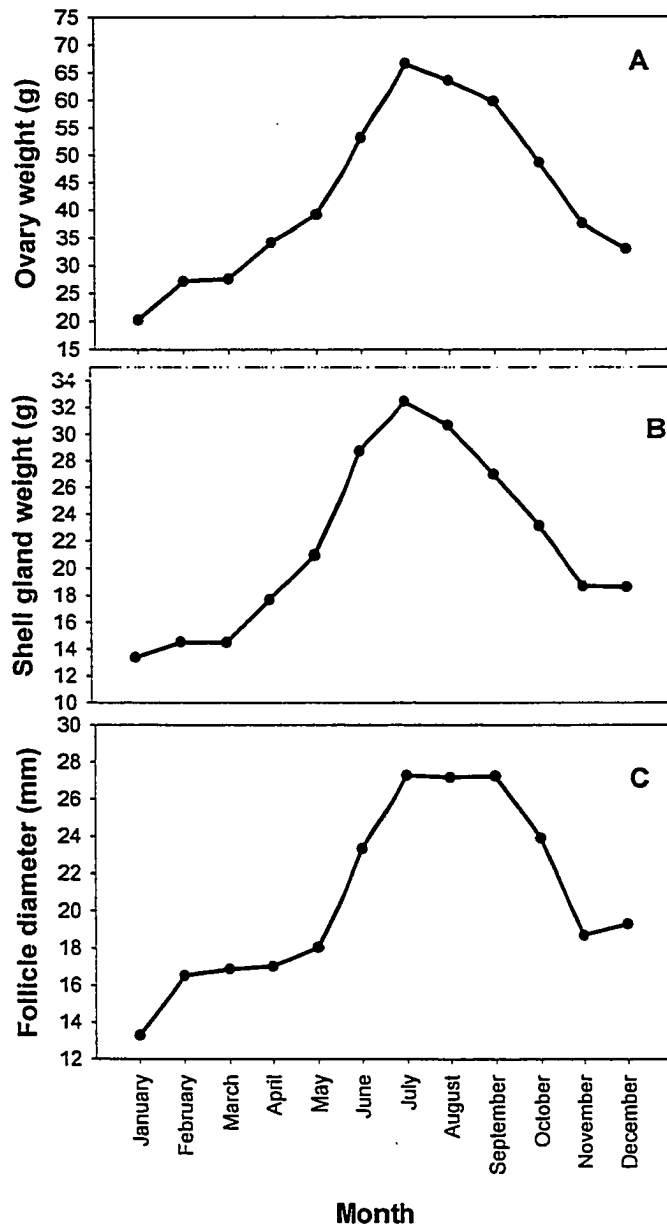 75
70
65
60
55
50
45
40
35
30
25
20
15
Ovary weight (g)
A
34
32
30
28
26
24
22
20
18
16
14
12
10
Shell gland weight (g)
B
30
28
26
24
22
20
18
16
14
12
Follicle diameter (mm)
C
January
February
March
April
May
June
July
August
September
October
November
December
Month